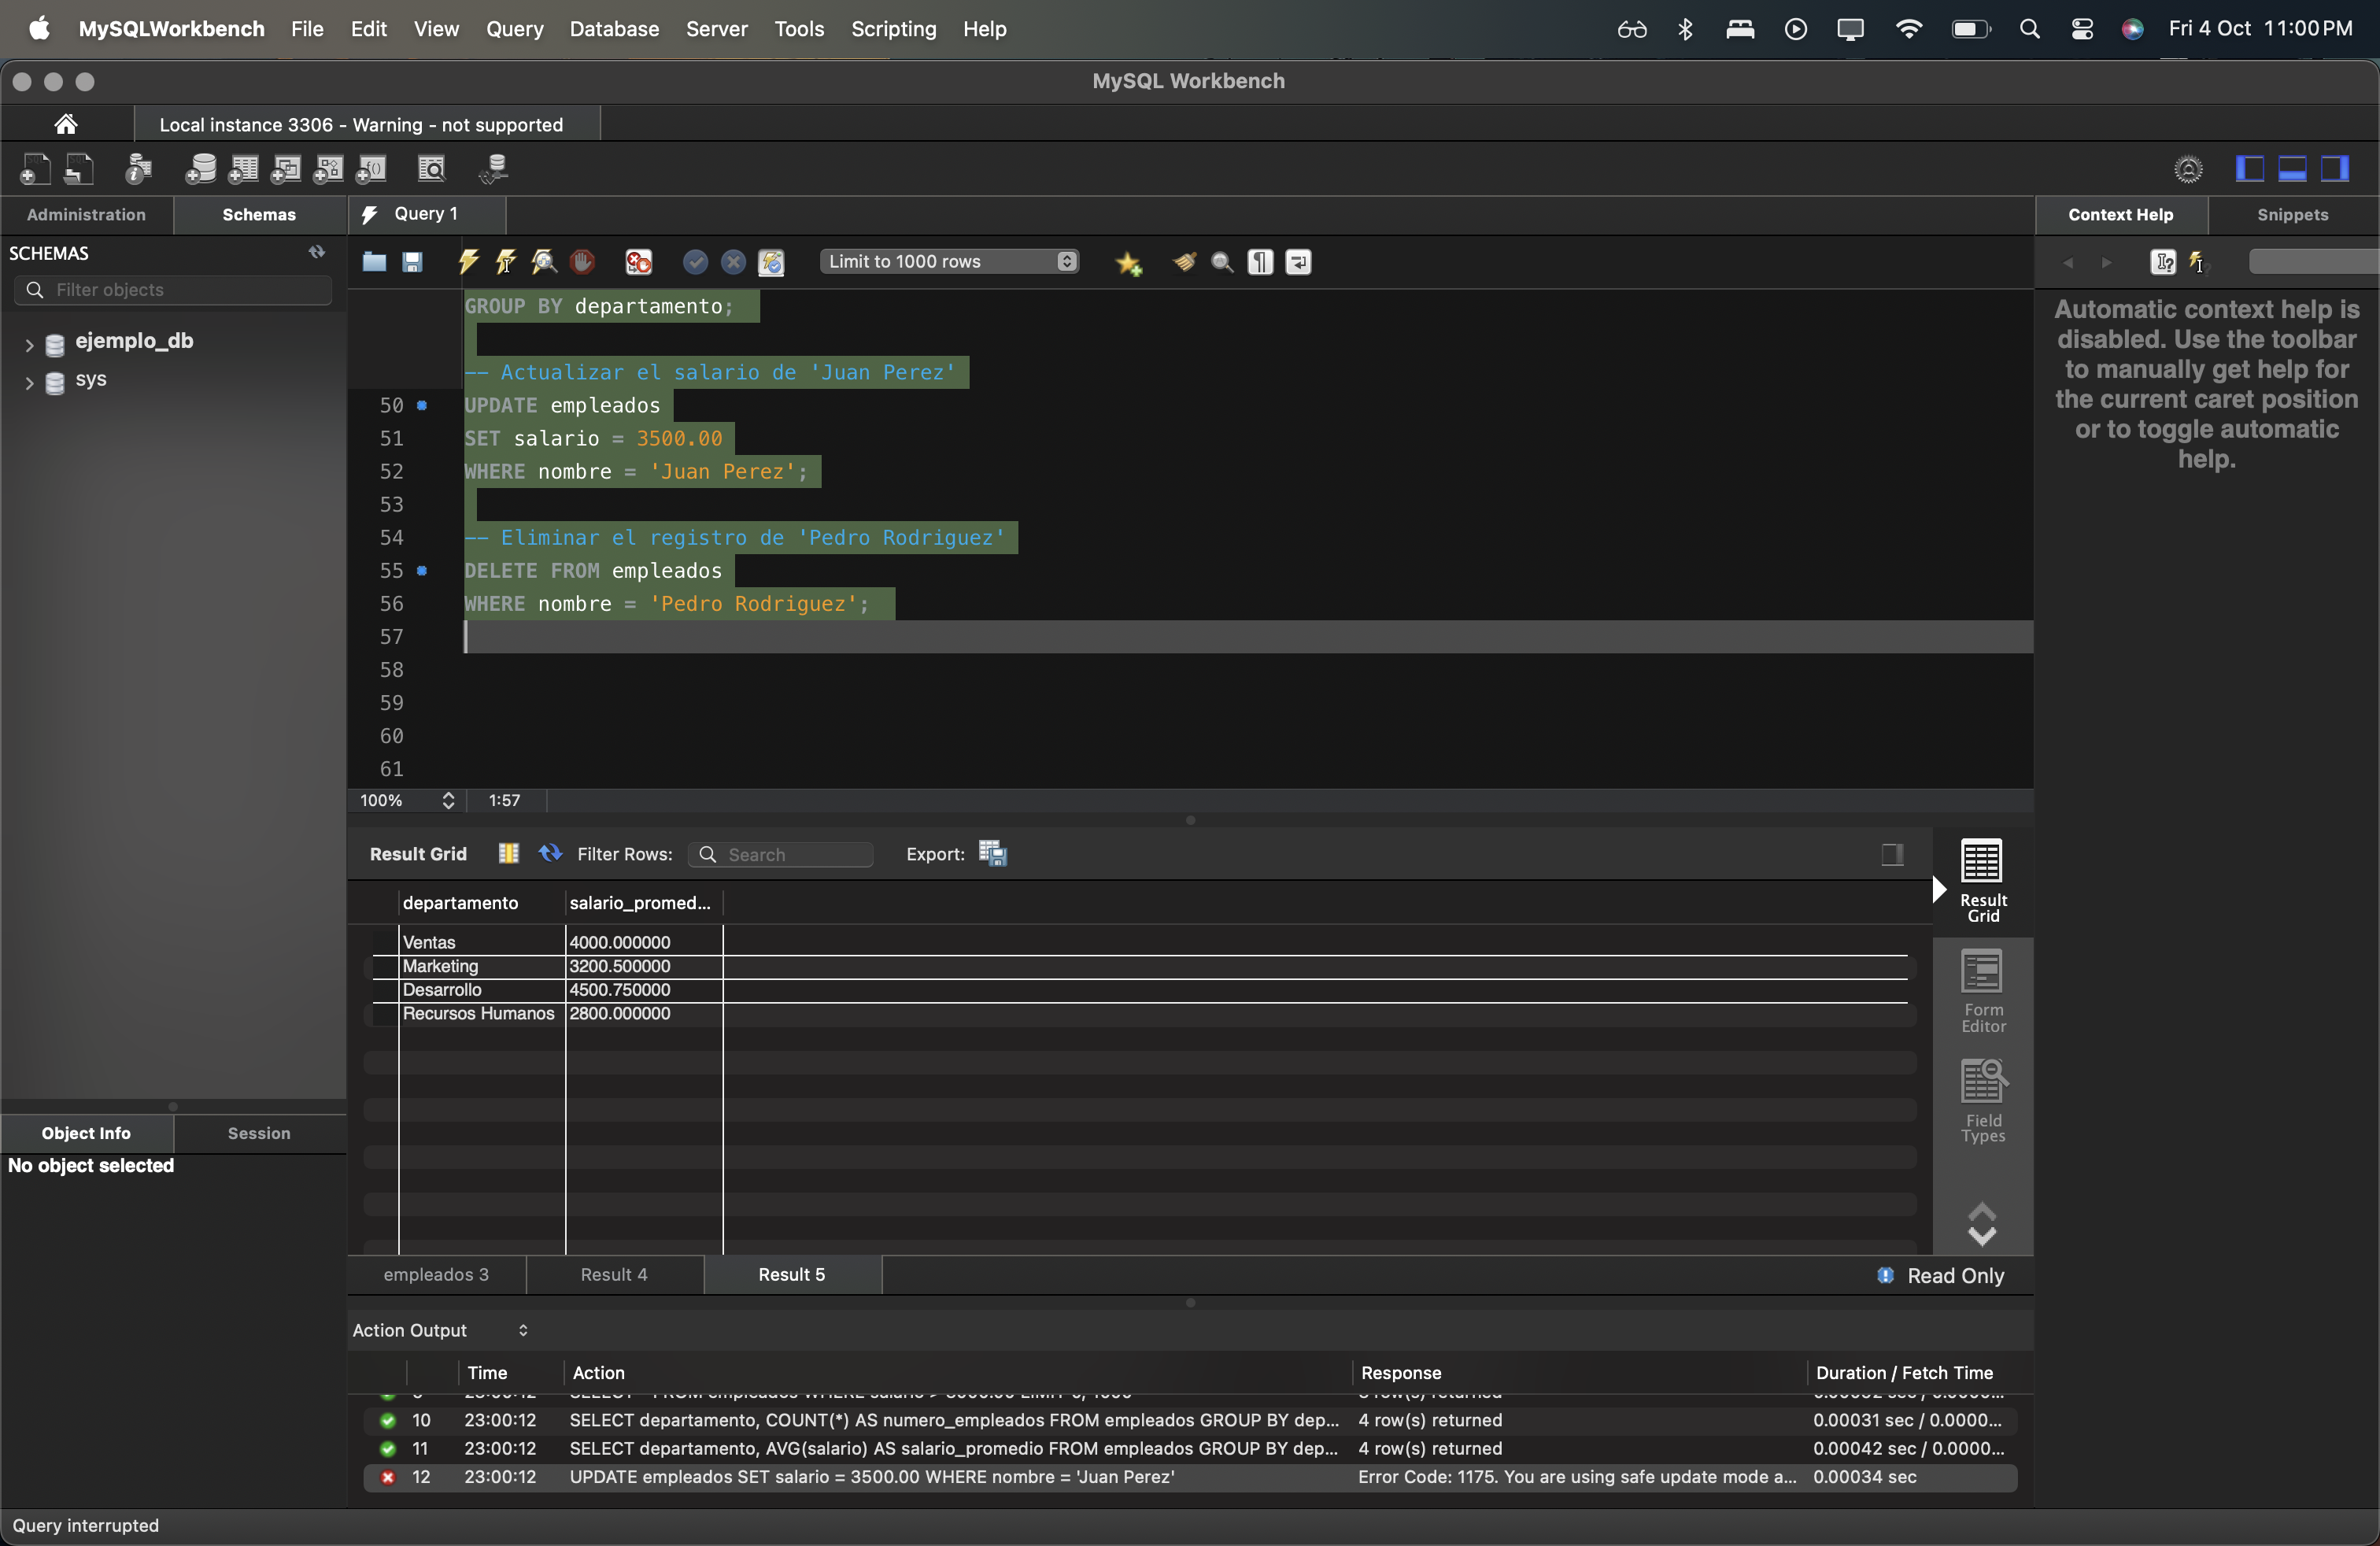 MySQLWorkbench File Edit View Query Database Server Tools Scripting Help Fri 4 Oct 11:00 PM
MySQL Workbench
Local instance 3306 - Warning - not supported
Administration Schemas Query 1 Context Help Snippets
SCHEMAS
Limit to 1000 rows
Filter objects
ejemplo_db
sys
GROUP BY departamento;
-- Actualizar el salario de 'Juan Perez'
50 UPDATE empleados
51 SET salario = 3500.00
52 WHERE nombre = 'Juan Perez';
53
54 -- Eliminar el registro de 'Pedro Rodriguez'
55 DELETE FROM empleados
56 WHERE nombre = 'Pedro Rodriguez';
57
58
59
60
61
100% 1:57
Automatic context help is
disabled. Use the toolbar
to manually get help for
the current caret position
or to toggle automatic
help.
Result Grid Filter Rows: Search Export:
departamento salario_promed...
Ventas 4000.000000
Marketing 3200.500000
Desarrollo 4500.750000
Recursos Humanos 2800.000000
Result
Grid
Form
Editor
Field
Types
Object Info Session
No object selected
empleados 3 Result 4 Result 5 Read Only
Action Output
Time Action Response Duration / Fetch Time
10 23:00:12 SELECT departamento, COUNT(*) AS numero_empleados FROM empleados GROUP BY dep... 4 row(s) returned 0.00031 sec / 0.0000...
11 23:00:12 SELECT departamento, AVG(salario) AS salario_promedio FROM empleados GROUP BY dep... 4 row(s) returned 0.00042 sec / 0.0000...
12 23:00:12 UPDATE empleados SET salario = 3500.00 WHERE nombre = 'Juan Perez' Error Code: 1175. You are using safe update mode a... 0.00034 sec
Query interrupted